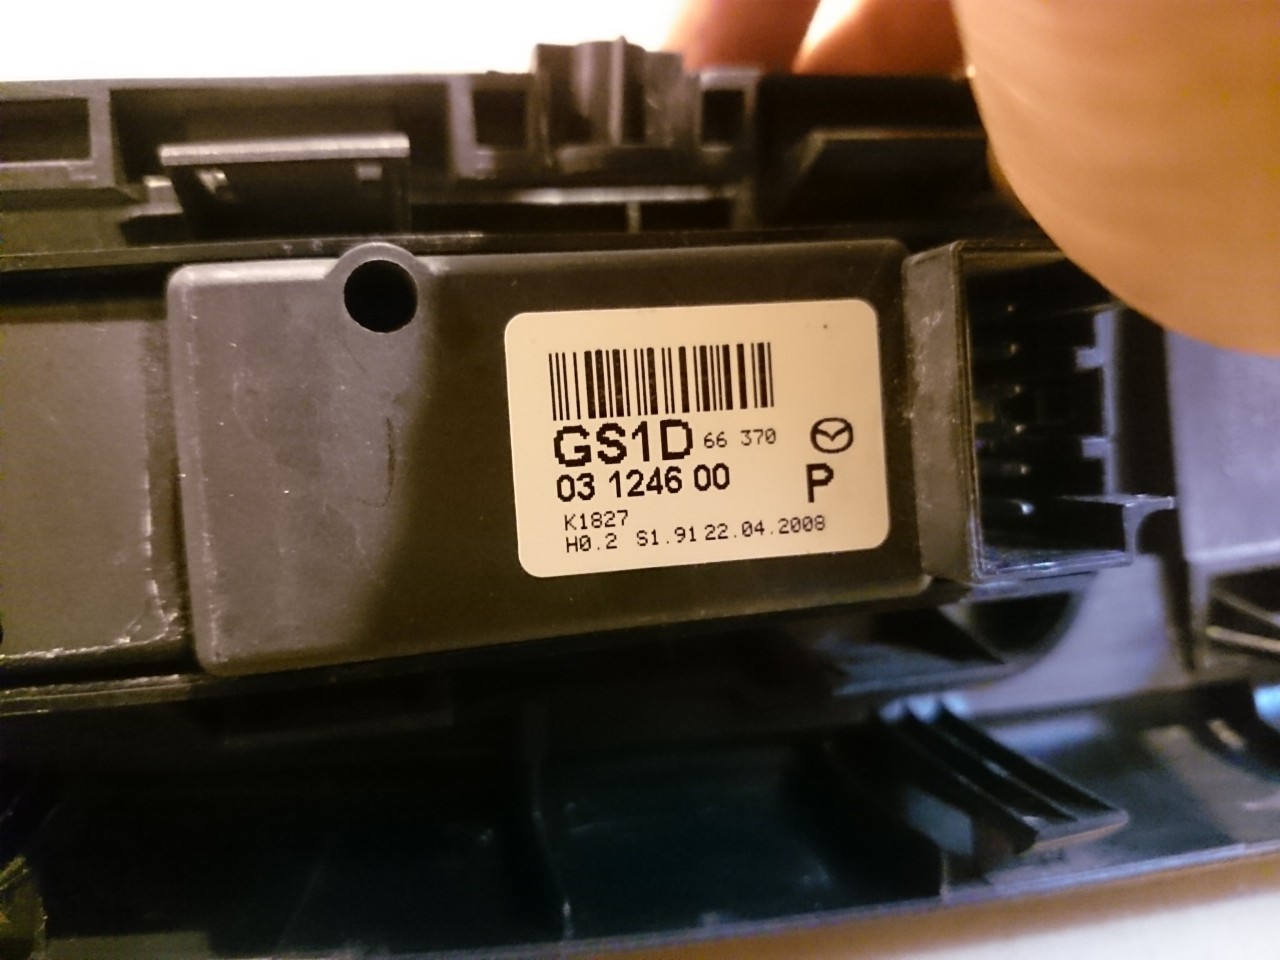 GS1D 66 370
03 1246 00 P
K1827
H0.2 S1.91 22.04.2008